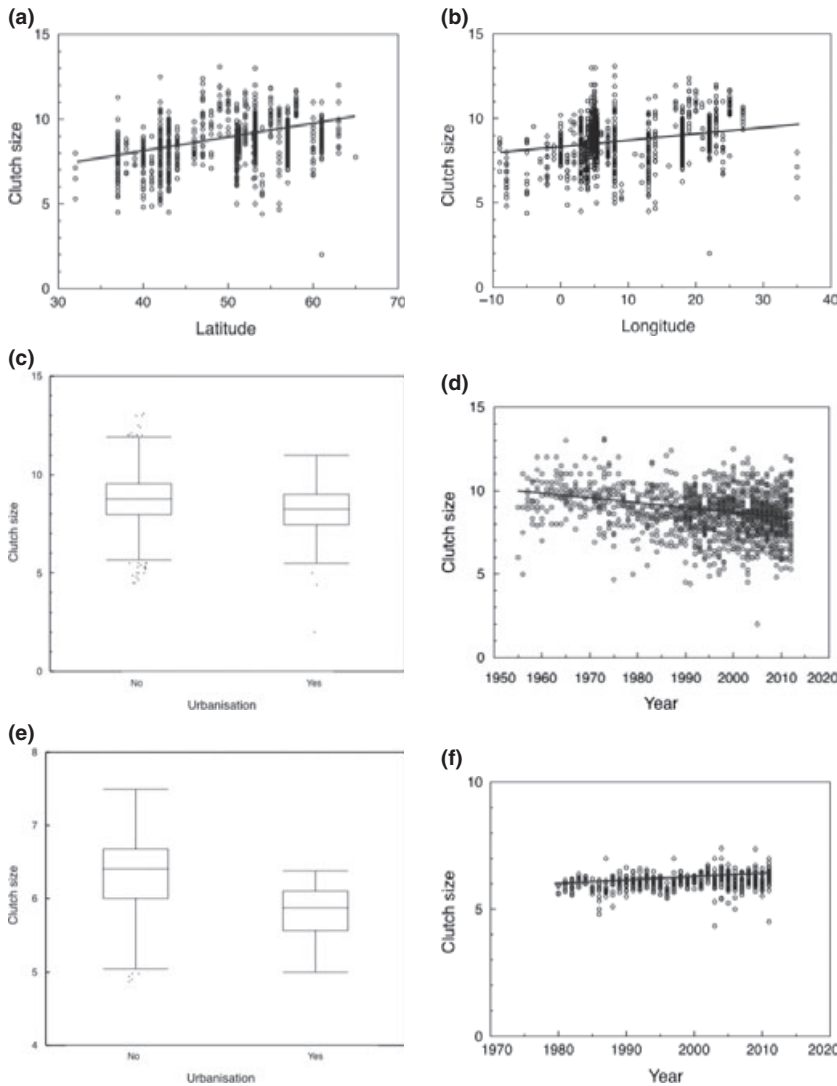 (a)
15
10
5
0
Clutch size
30 40 50 60 70
Latitude
(b)
15
10
5
0
Clutch size
−10 0 10 20 30 40
Longitude
(c)
15
10
5
0
Clutch size
No Yes
Urbanisation
(d)
15
10
5
0
Clutch size
1950 1960 1970 1980 1990 2000 2010 2020
Year
(e)
8
7
6
5
4
Clutch size
No Yes
Urbanisation
(f)
10
5
0
Clutch size
1970 1980 1990 2000 2010 2020
Year